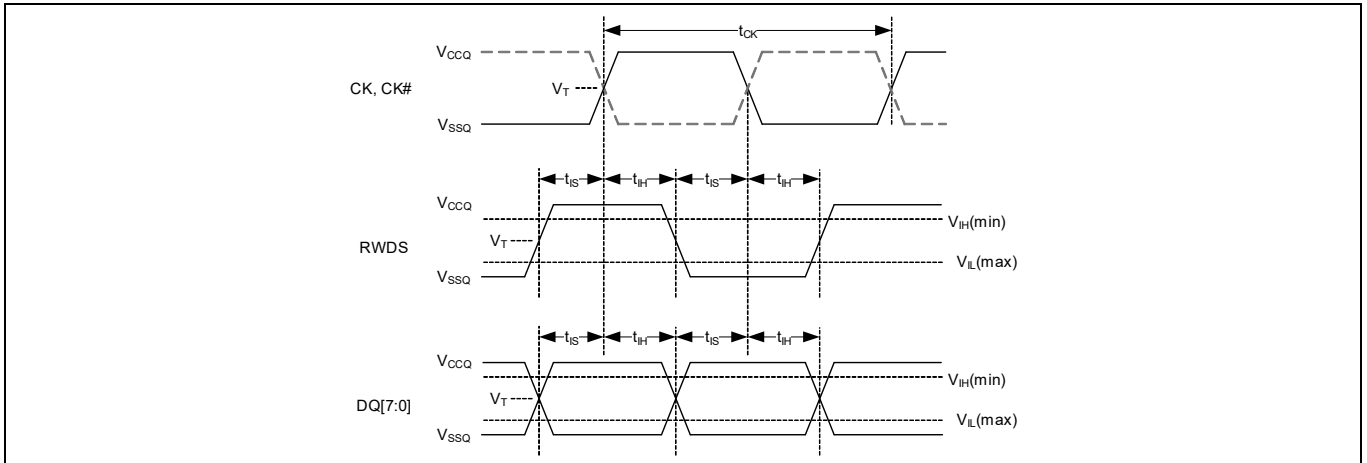 tCK
VCCQ
CK, CK#
VT
VSSQ
tIS tIH tIS tIH
VCCQ
VIH(min)
RWDS
VT
VIL(max)
VSSQ
tIS tIH tIS tIH
VCCQ
VIH(min)
DQ[7:0]
VT
VIL(max)
VSSQ